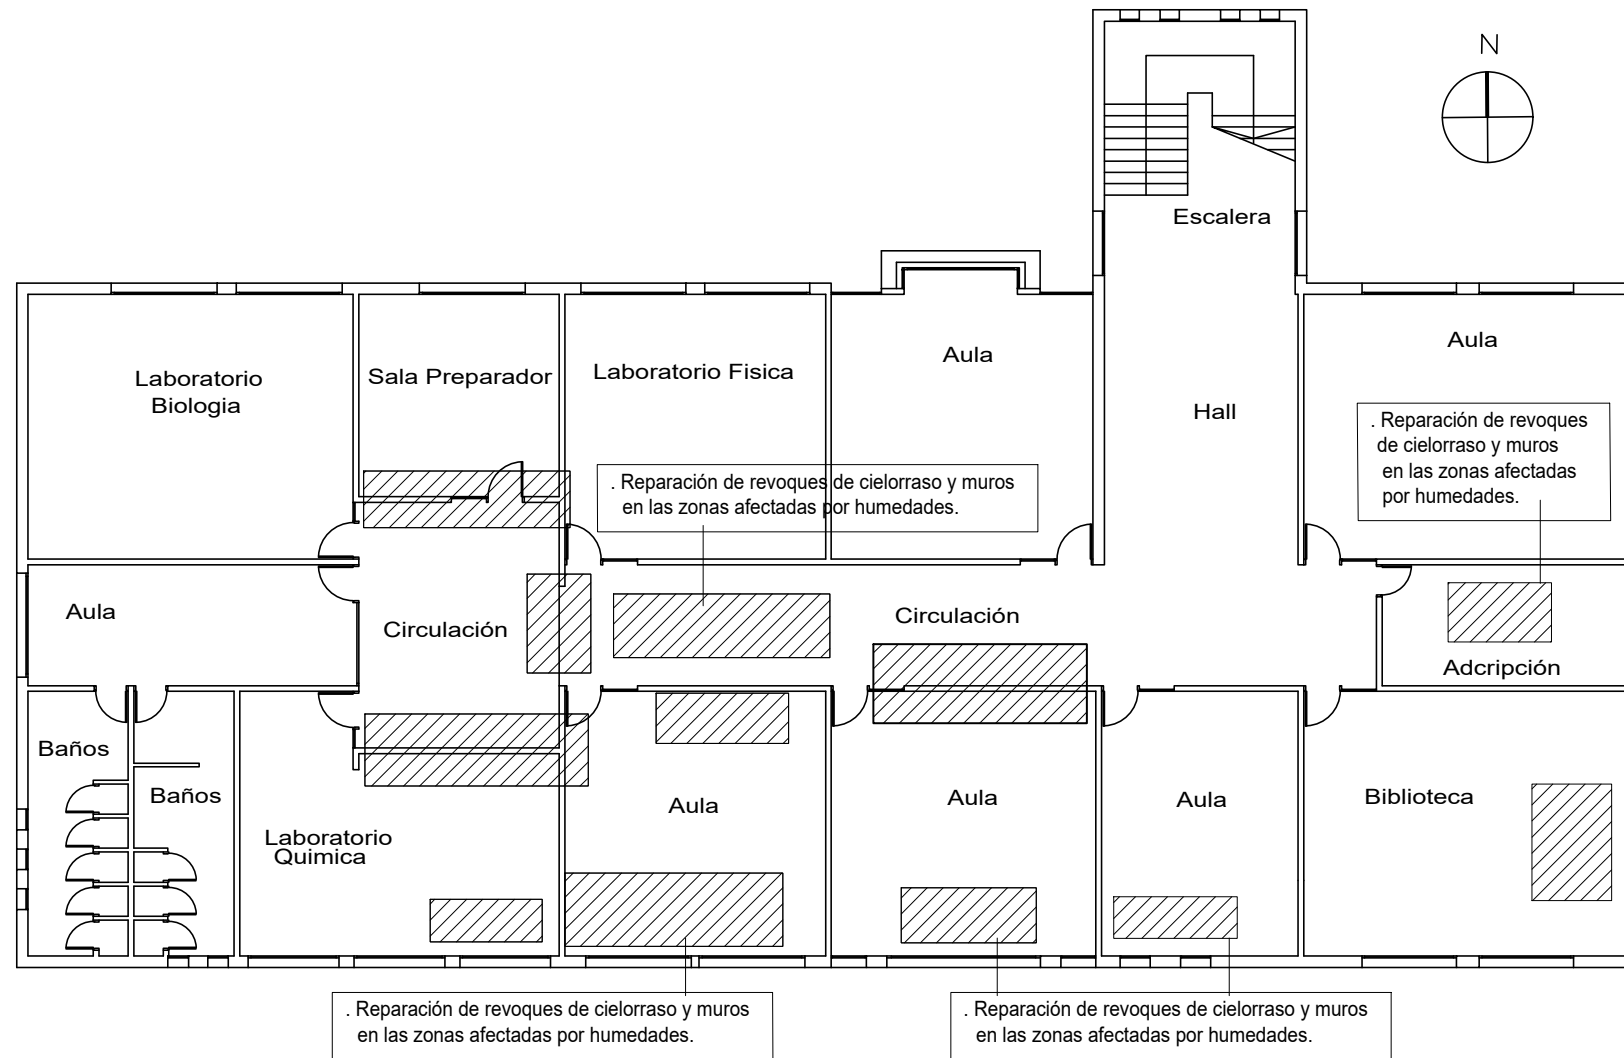 N
Escalera
Aula
Aula
Laboratorio Fisica
Sala Preparador
Laboratorio
Biologia
Hall
. Reparación de revoques
de cielorraso y muros
en las zonas afectadas
por humedades.
. Reparación de revoques de cielorraso y muros
en las zonas afectadas por humedades.
Aula
Circulación
Circulación
Adcripción
Baños
Baños
Aula
Aula
Aula
Biblioteca
Laboratorio
Quimica
. Reparación de revoques de cielorraso y muros
en las zonas afectadas por humedades.
. Reparación de revoques de cielorraso y muros
en las zonas afectadas por humedades.